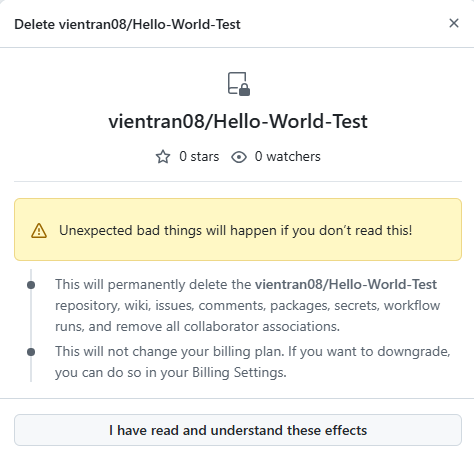 Delete vientran08/Hello-World-Test
vientran08/Hello-World-Test
0 stars 0 watchers
Unexpected bad things will happen if you don’t read this!
This will permanently delete the vientran08/Hello-World-Test
repository, wiki, issues, comments, packages, secrets, workflow
runs, and remove all collaborator associations.
This will not change your billing plan. If you want to downgrade,
you can do so in your Billing Settings.
I have read and understand these effects